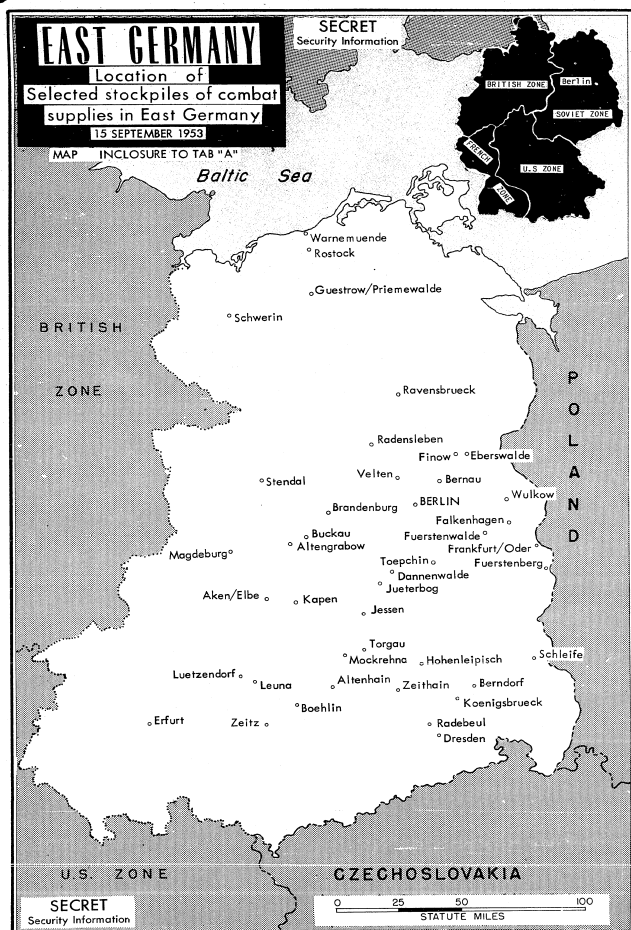 EAST GERMANY
Location of
Selected stockpiles of combat
supplies in East Germany
15 SEPTEMBER 1953
MAP INCLOSURE TO TAB "A"
SECRET
Security Information
BRITISH ZONE
Berlin
SOVIET ZONE
FRENCH
ZONE
U.S ZONE
Baltic Sea
Warnemuende
Rostock
Guestrow/Priemewalde
Schwerin
BRITISH
ZONE
POLAND
Ravensbrueck
Radensleben
Finow
Eberswalde
Stendal
Velten
Bernau
Wulkow
Brandenburg
BERLIN
Falkenhagen
Buckau
Fuerstenwalde
Altengrabow
Frankfurt/Oder
Magdeburg
Toepchin
Fuerstenberg
Dannenwalde
Jueterbog
Aken/Elbe
Kapen
Jessen
Torgau
Mockrehna
Hohenleipisch
Schleife
Luetzendorf
Leuna
Altenhain
Zeithain
Berndorf
Boehlin
Koenigsbrueck
Erfurt
Zeitz
Radebeul
Dresden
U.S. ZONE
CZECHOSLOVAKIA
SECRET
Security Information
0 25 50 100
STATUTE MILES